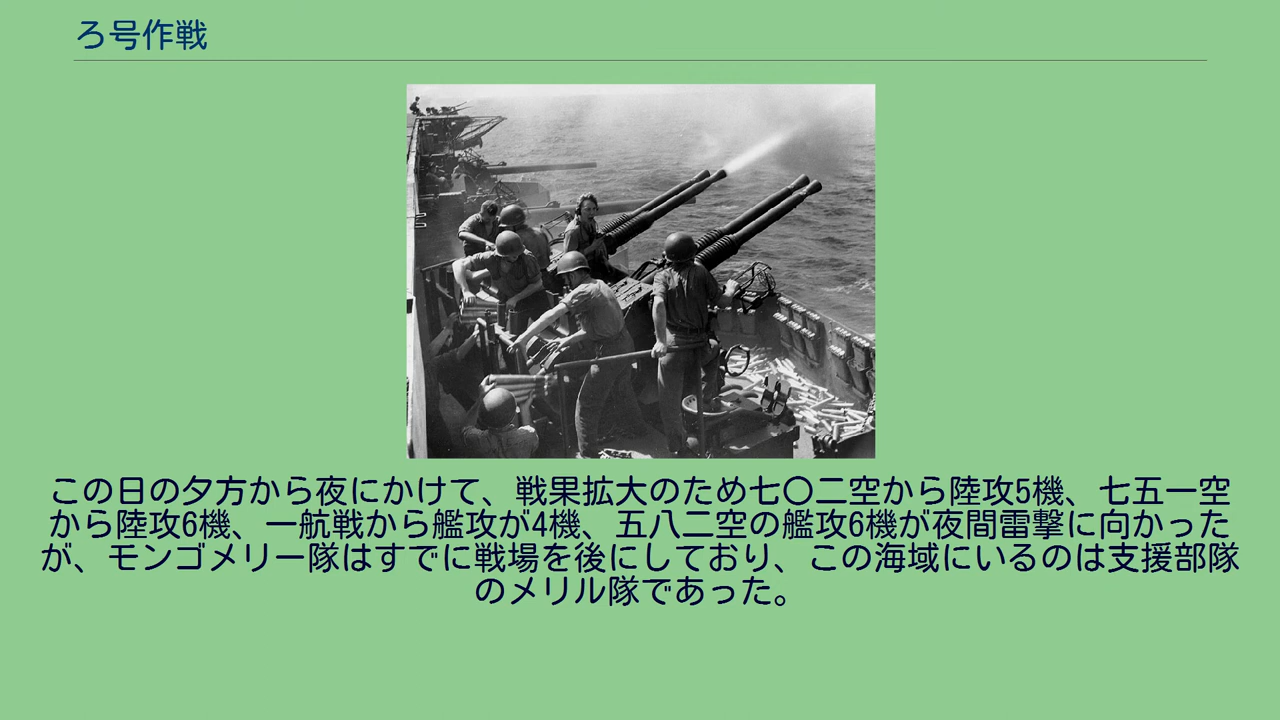 ろ号作戦
この日の夕方から夜にかけて、戦果拡大のため七〇二空から陸攻5機、七五一空
から陸攻6機、一航戦から艦攻が4機、五八二空の艦攻6機が夜間雷撃に向かった
が、モンゴメリー隊はすでに戦場を後にしており、この海域にいるのは支援部隊
のメリル隊であった。